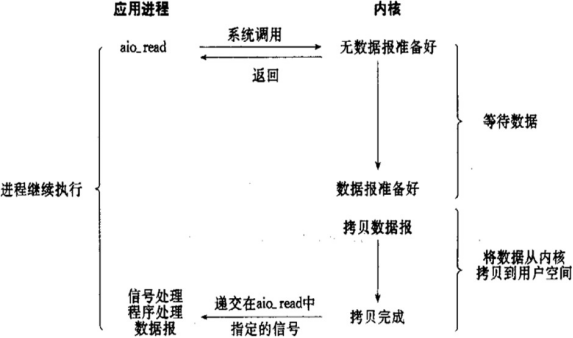 应用进程
内核
aio_read
系统调用
无数据报准备好
返回
等待数据
进程继续执行
数据报准备好
拷贝数据报
将数据从内核
拷贝到用户空间
信号处理
程序处理
数据报
递交在aio_read中
指定的信号
拷贝完成